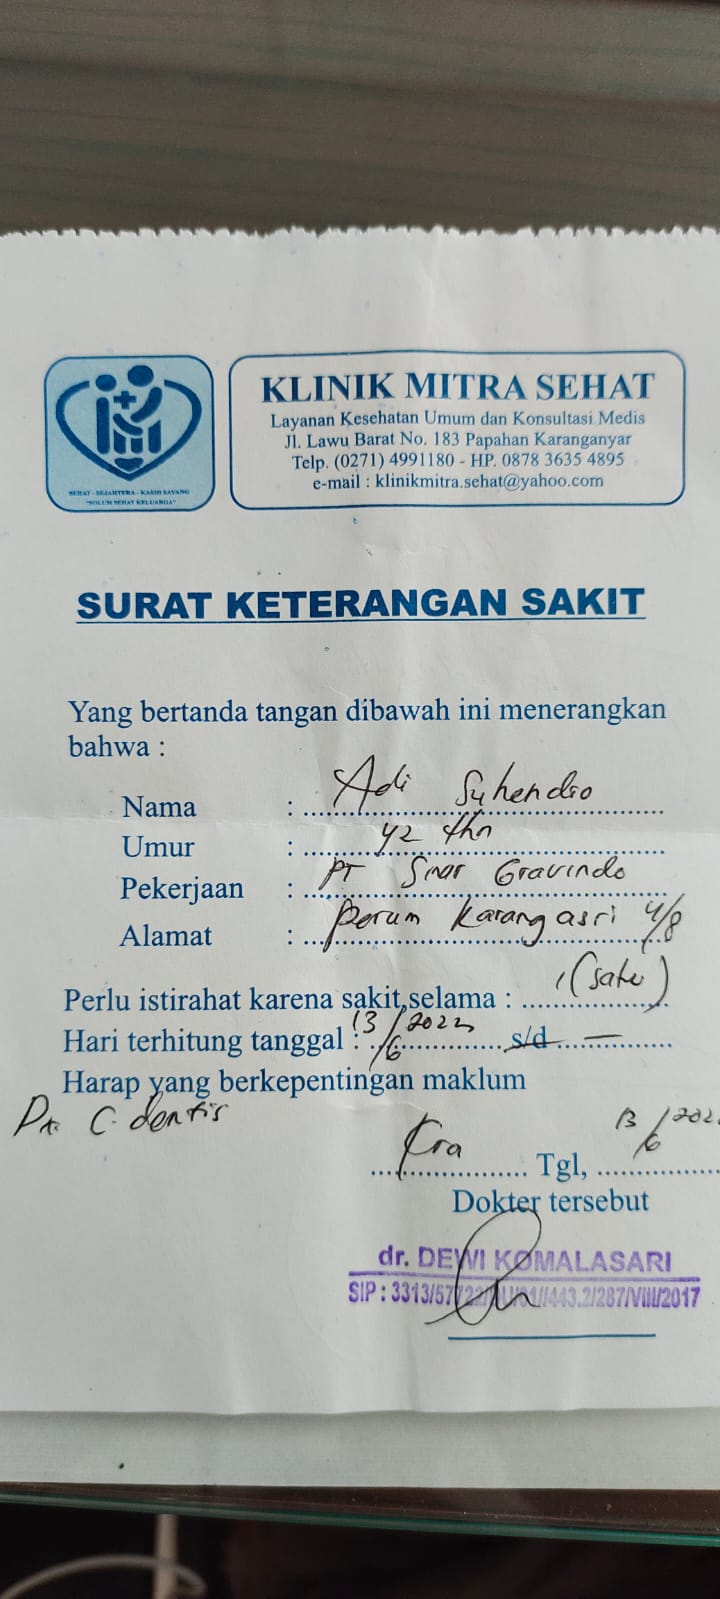 SEHAT - SEJAHTERA - KASIH SAYANG
"SOLUSI SEHAT KELUARGA"
KLINIK MITRA SEHAT
Layanan Kesehatan Umum dan Konsultasi Medis
Jl. Lawu Barat No. 183 Papahan Karanganyar
Telp. (0271) 4991180 - HP. 0878 3635 4895
e-mail : klinikmitra.sehat@yahoo.com
SURAT KETERANGAN SAKIT
Yang bertanda tangan dibawah ini menerangkan
bahwa :
Nama : Adi Suhendro
Umur : 42 thn
Pekerjaan : PT Sinar Gravindo
Alamat : Perum Karangasri 4/8
Perlu istirahat karena sakit,selama : 1 (satu)
Hari terhitung tanggal : 13/6 2022 s/d —
Harap yang berkepentingan maklum
Dx. C. dentis
Kra Tgl, 13/6 202
Dokter tersebut
dr. DEWI KOMALASARI
SIP : 3313/57722/ /443.2/287/VIII/2017